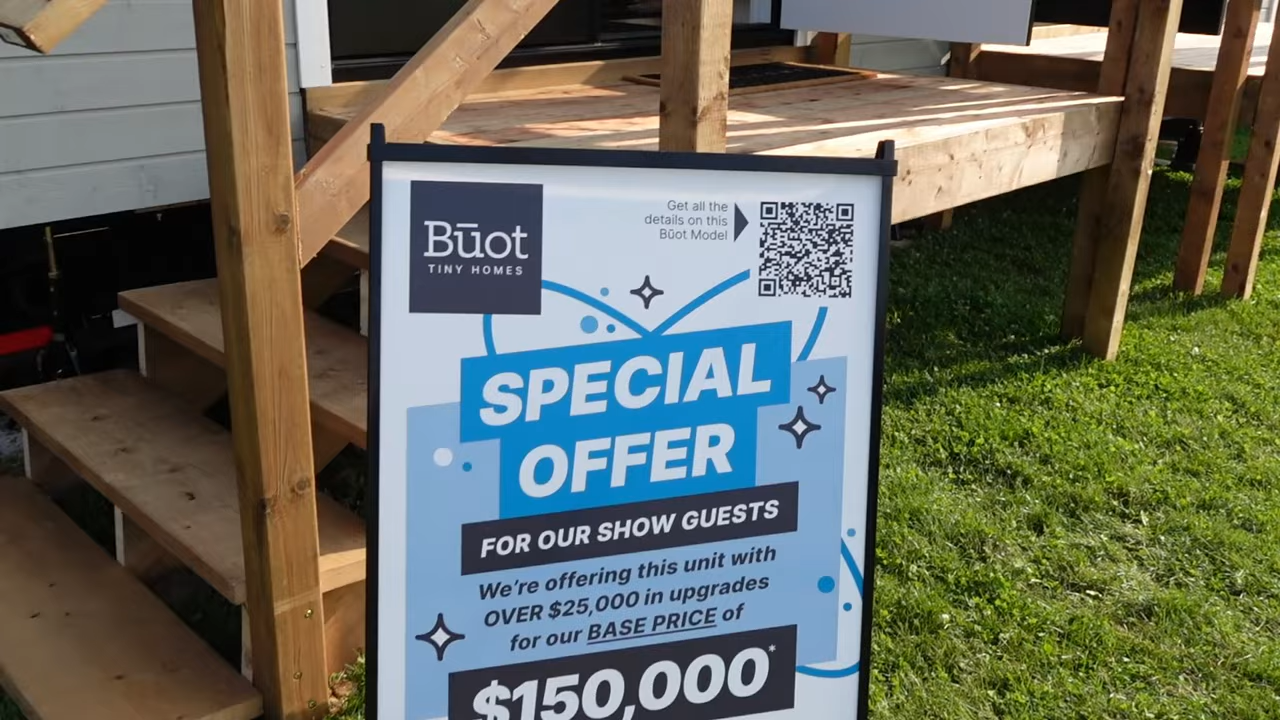 Būot
TINY HOMES
Get all the
details on this
Būot Model
SPECIAL
OFFER
FOR OUR SHOW GUESTS
We're offering this unit with
OVER $25,000 in upgrades
for our BASE PRICE of
$150,000*